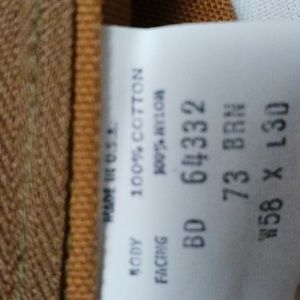 MADE IN U.S.A.
BODY 100% COTTON
FACING 100% NYLON
BD 64332
73 BRN
W58 X L30